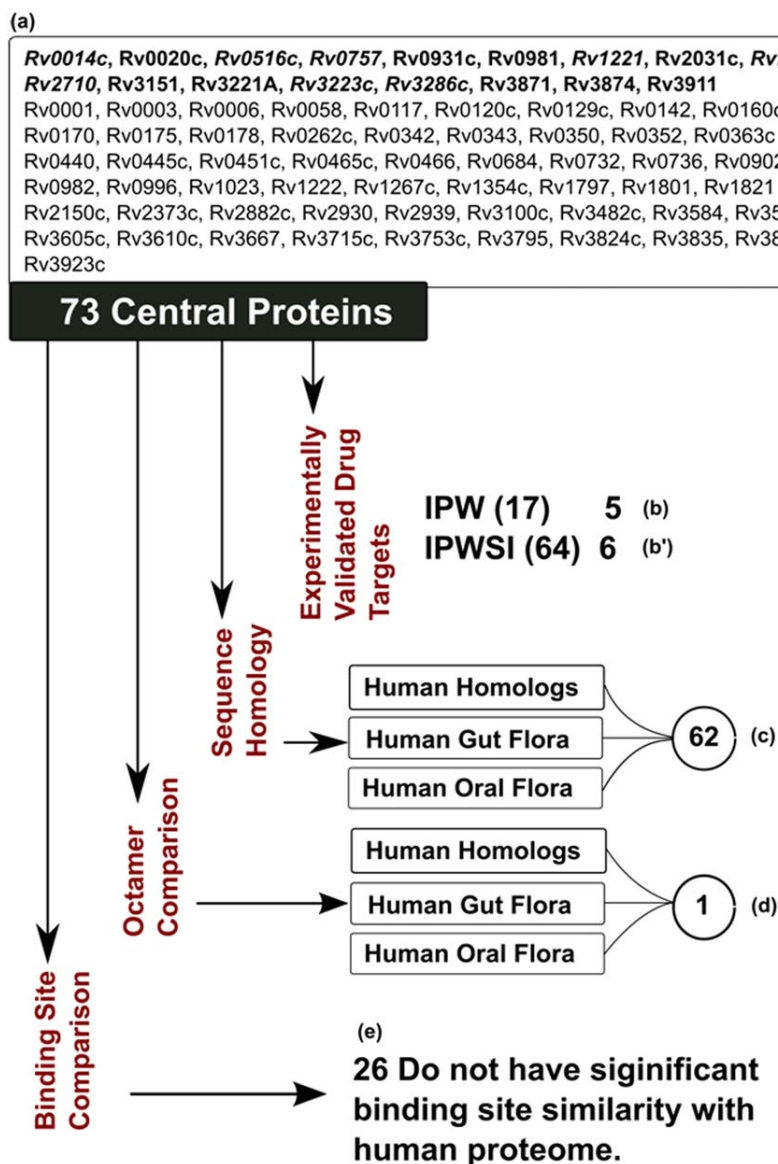 (a)
Rv0014c, Rv0020c, Rv0516c, Rv0757, Rv0931c, Rv0981, Rv1221, Rv2031c,
Rv2710, Rv3151, Rv3221A, Rv3223c, Rv3286c, Rv3871, Rv3874, Rv3911
Rv0001, Rv0003, Rv0006, Rv0058, Rv0117, Rv0120c, Rv0129c, Rv0142,
Rv0170, Rv0175, Rv0178, Rv0262c, Rv0342, Rv0343, Rv0350, Rv0352, Rv0363c
Rv0440, Rv0445c, Rv0451c, Rv0465c, Rv0466, Rv0684, Rv0732, Rv0736,
Rv0982, Rv0996, Rv1023, Rv1222, Rv1267c, Rv1354c, Rv1797, Rv1801, Rv1821
Rv2150c, Rv2373c, Rv2882c, Rv2930, Rv2939, Rv3100c, Rv3482c, Rv3584,
Rv3605c, Rv3610c, Rv3667, Rv3715c, Rv3753c, Rv3795, Rv3824c, Rv3835,
Rv3923c
73 Central Proteins
Experimentally
Validated Drug
Targets
IPW (17) 5 (b)
IPWSI (64) 6 (b')
Sequence
Homology
Human Homologs
Human Gut Flora
Human Oral Flora
62 (c)
Octamer
Comparison
Human Homologs
Human Gut Flora
Human Oral Flora
1 (d)
Binding Site
Comparison
(e)
26 Do not have siginificant
binding site similarity with
human proteome.